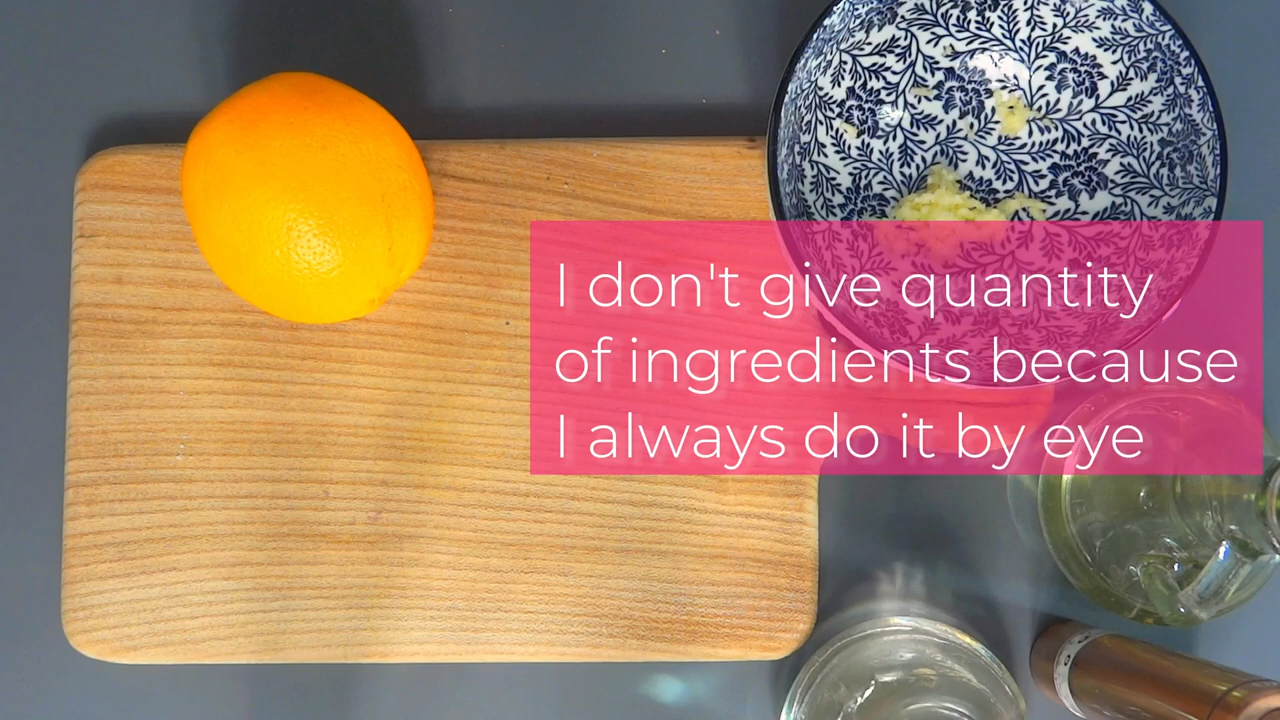 I don't give quantity
of ingredients because
I always do it by eye